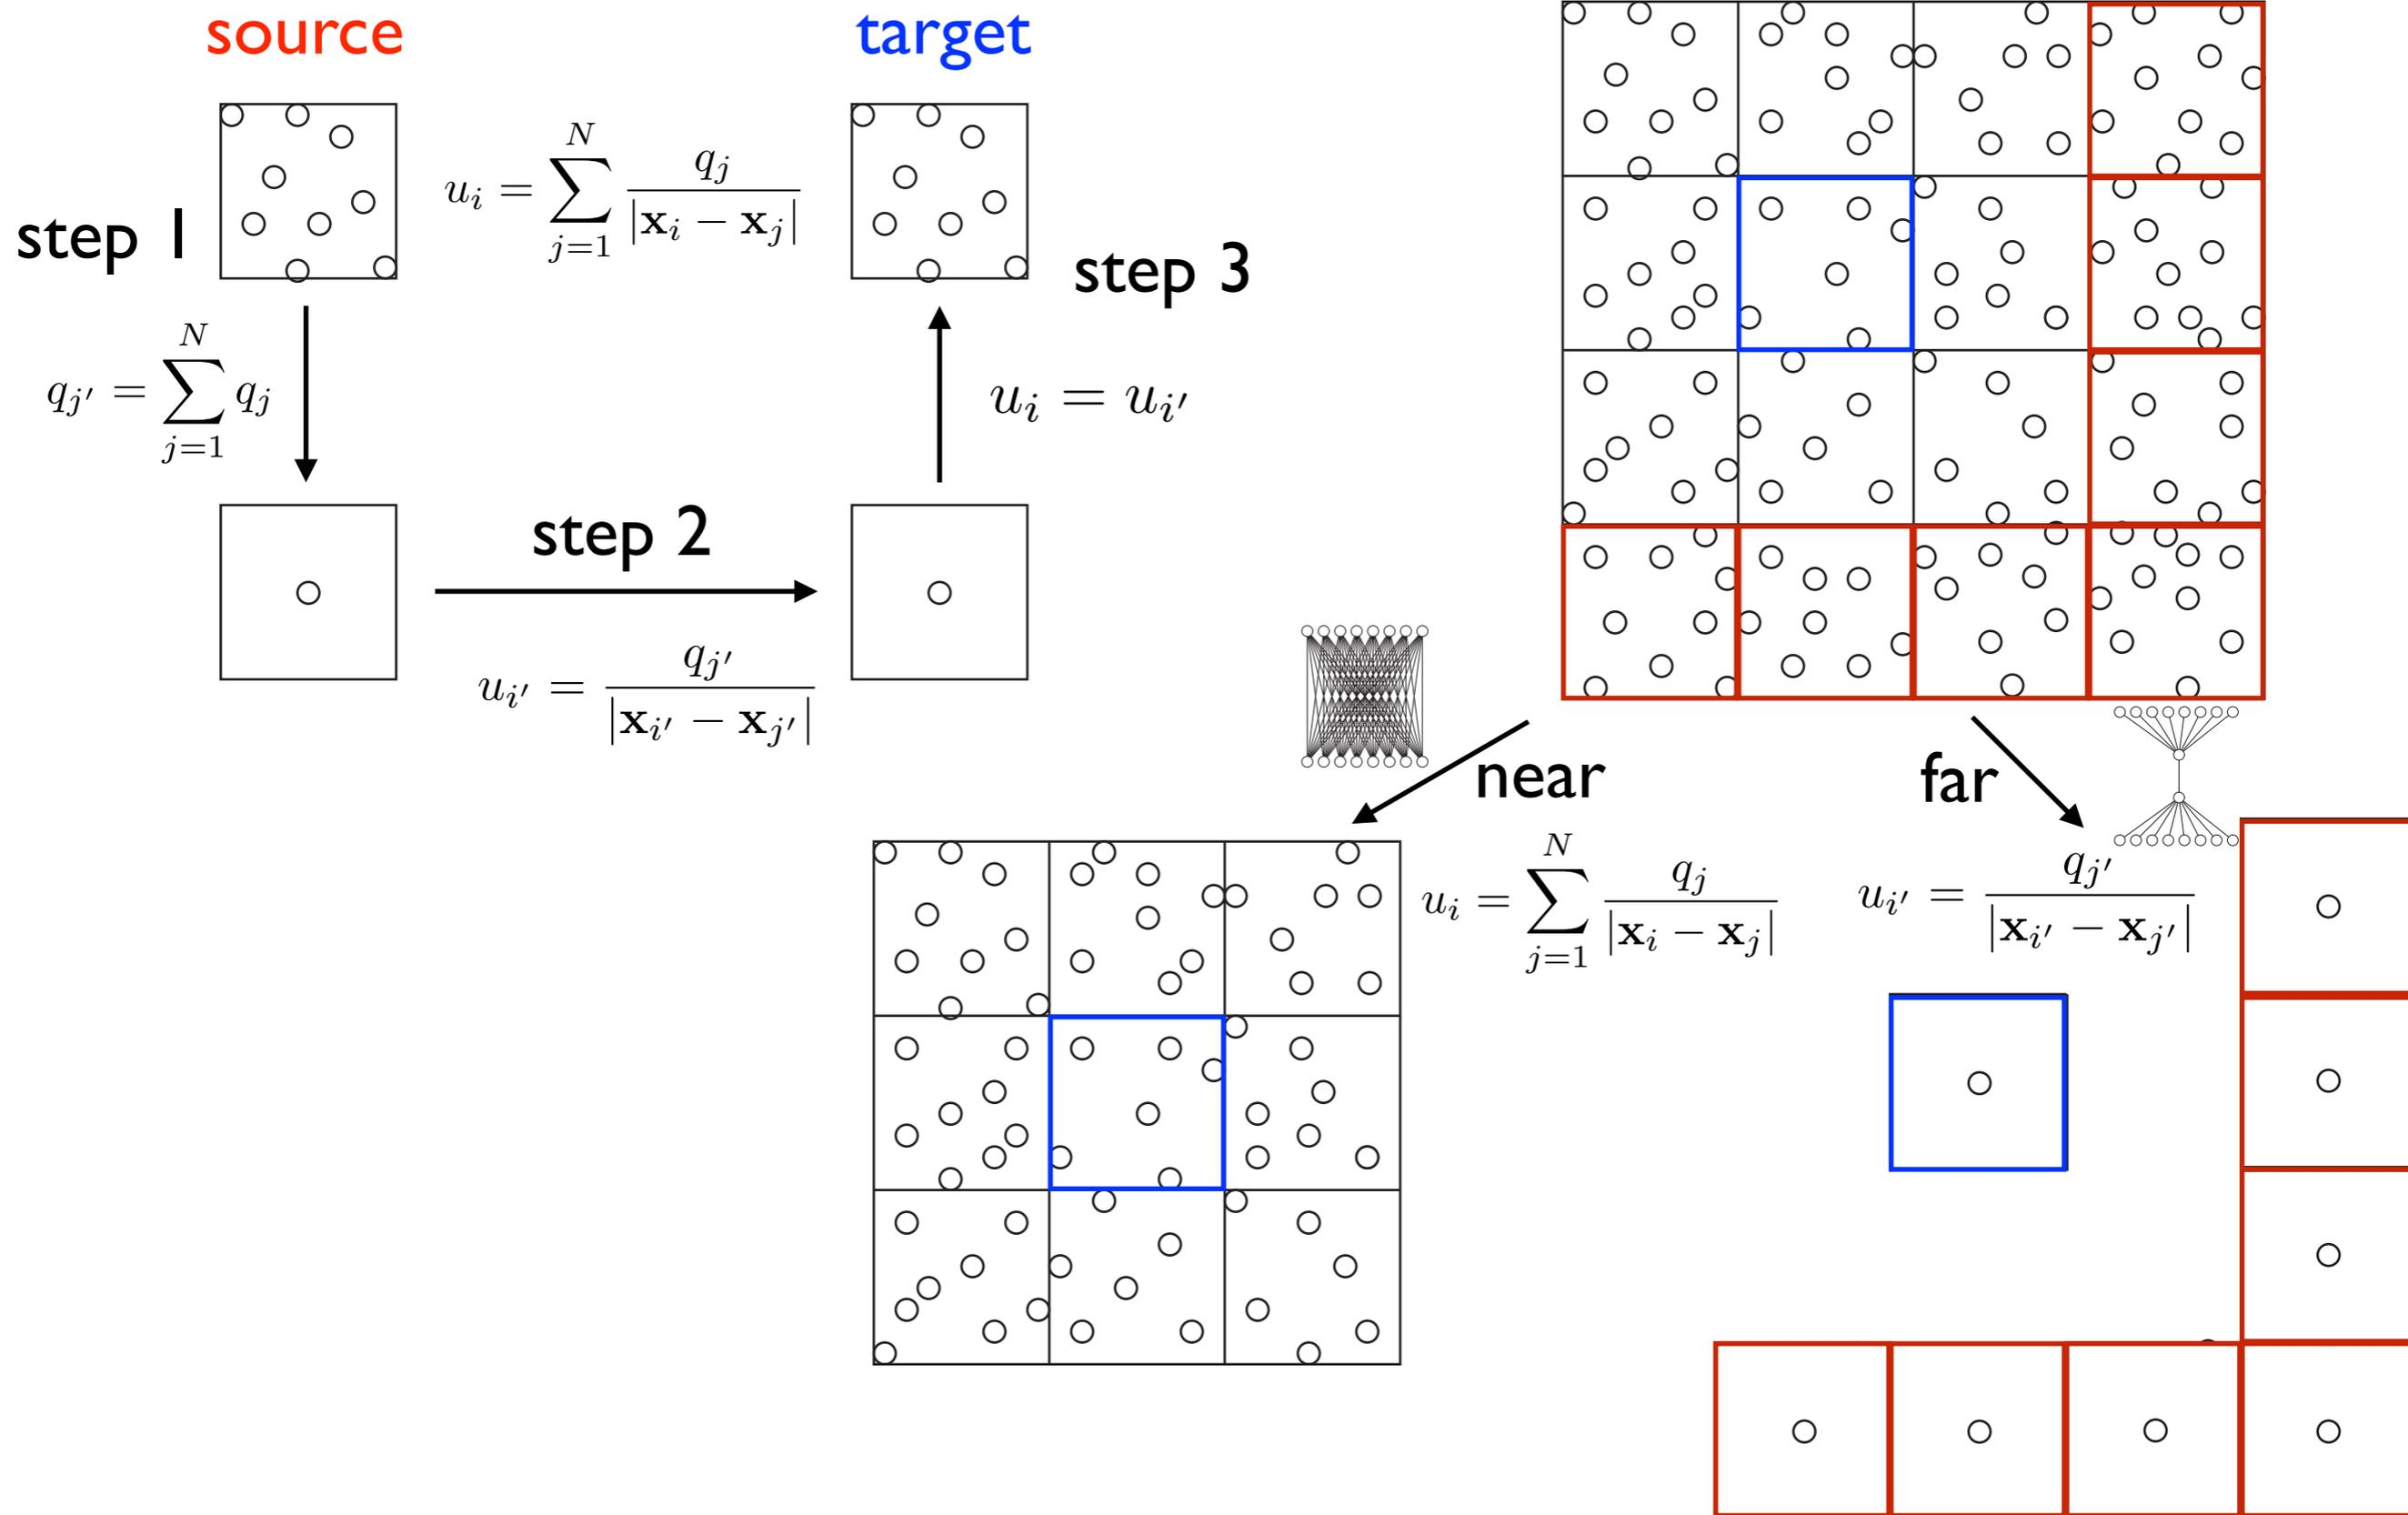 source
target
u_i = \sum_{j=1}^{N} \frac{q_j}{|\mathbf{x}_i - \mathbf{x}_j|}
step 1
step 3
q_{j'} = \sum_{j=1}^{N} q_j
u_i = u_{i'}
step 2
u_{i'} = \frac{q_{j'}}{|\mathbf{x}_{i'} - \mathbf{x}_{j'}|}
near
far
u_i = \sum_{j=1}^{N} \frac{q_j}{|\mathbf{x}_i - \mathbf{x}_j|}
u_{i'} = \frac{q_{j'}}{|\mathbf{x}_{i'} - \mathbf{x}_{j'}|}